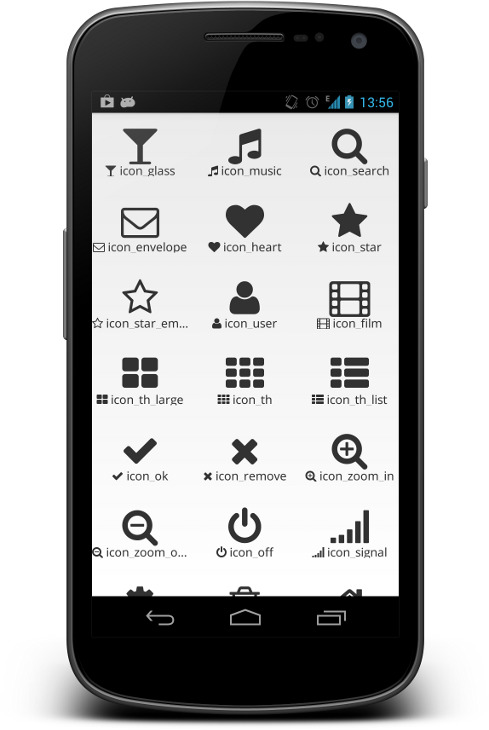 E 13:56
icon_glass icon_music icon_search
icon_envelope icon_heart icon_star
icon_star_em... icon_user icon_film
icon_th_large icon_th icon_th_list
icon_ok icon_remove icon_zoom_in
icon_zoom_o... icon_off icon_signal